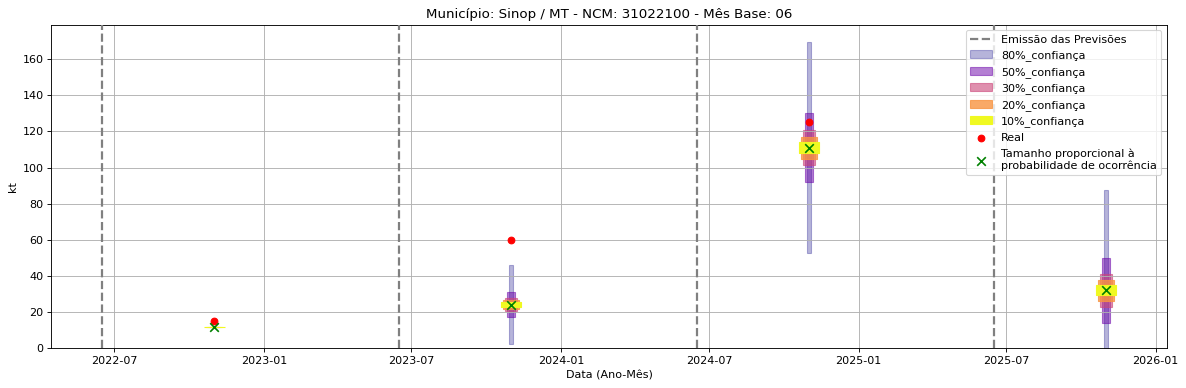 Município: Sinop / MT - NCM: 31022100 - Mês Base: 06
160
140
120
100
80
60
40
20
0
kt
Emissão das Previsões
80%_confiança
50%_confiança
30%_confiança
20%_confiança
10%_confiança
Real
Tamanho proporcional à
probabilidade de ocorrência
2022-07 2023-01 2023-07 2024-01 2024-07 2025-01 2025-07 2026-01
Data (Ano-Mês)